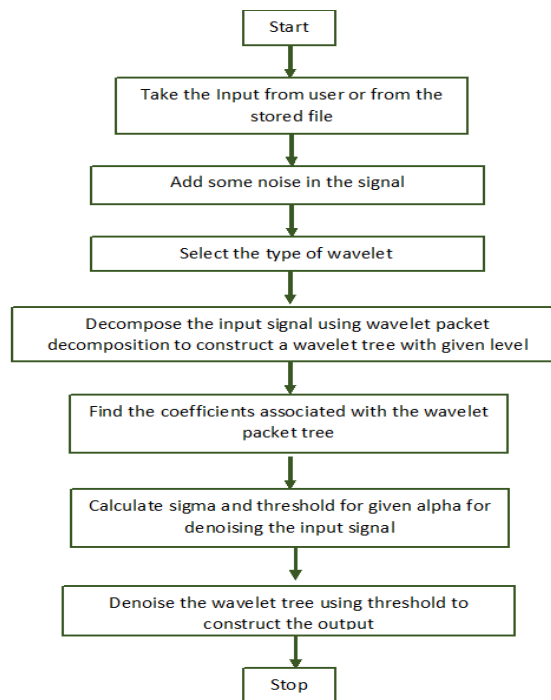 Start
Take the Input from user or from the
stored file
Add some noise in the signal
Select the type of wavelet
Decompose the input signal using wavelet packet
decomposition to construct a wavelet tree with given level
Find the coefficients associated with the wavelet
packet tree
Calculate sigma and threshold for given alpha for
denoising the input signal
Denoise the wavelet tree using threshold to
construct the output
Stop